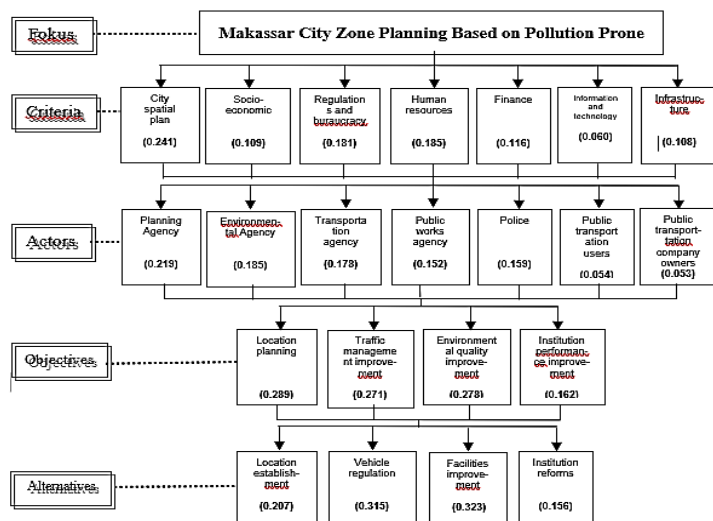 Fokus
Makassar City Zone Planning Based on Pollution Prone
Criteria
City
spatial
plan
(0.241)
Socio-
economic
(0.109)
Regulation
s and
buraucracy
(0.181)
Human
resources
(0.185)
Finance
(0.116)
Information
and
technology
(0.060)
Infrastruc-
ture
(0.108)
Actors
Planning
Agency
(0.219)
Environmen-
tal Agency
(0.185)
Transporta
tion
agency
(0.178)
Public
works
agency
(0.152)
Police
(0.159)
Public
transport
ation
users
(0.054)
Public
transport-
tation
company
owners
(0.053)
Objectives
Location
planning
(0.289)
Traffic
manageme
nt improve-
ment
(0.271)
Environment
al quality
improve-
ment
(0.278)
Institution
performan-
ce improve-
ment
(0.162)
Alternatives
Location
establish-
ment
(0.207)
Vehicle
regulation
(0.315)
Facilities
improve-
ment
(0.323)
Institution
reforms
(0.156)